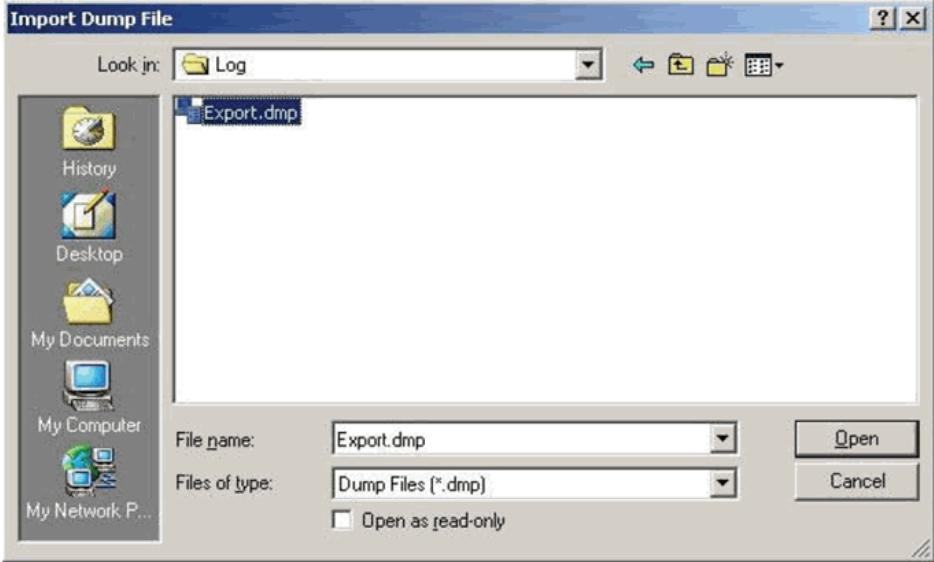 Import Dump File
Look in:
Log
Export.dmp
History
Desktop
My Documents
My Computer
My Network P...
File name:
Export.dmp
Open
Files of type:
Dump Files (*.dmp)
Cancel
Open as read-only